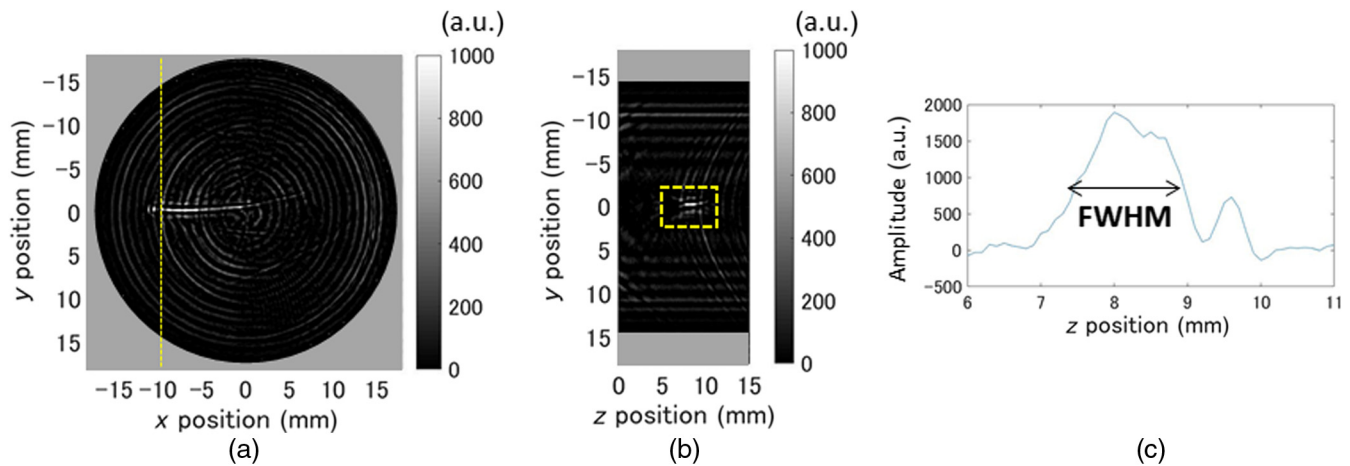 (a.u.)
1000
800
600
400
200
0
−15
−10
−5
0
5
10
15
y position (mm)
−15 −10 −5 0 5 10 15
x position (mm)
(a)
(a.u.)
1000
800
600
400
200
0
−15
−10
−5
0
5
10
15
y position (mm)
0 5 10 15
z position (mm)
(b)
2000
1500
1000
500
0
−500
Amplitude (a.u.)
FWHM
6 7 8 9 10 11
z position (mm)
(c)